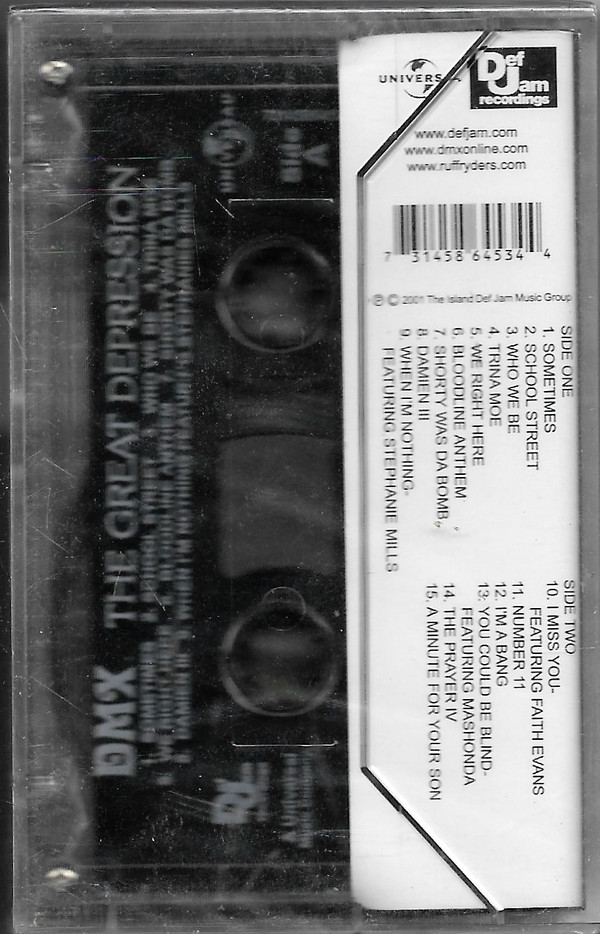 UNIVERSAL
Def
Jam
recordings
www.defjam.com
www.dmxonline.com
www.ruffryders.com
7 31458 64534 4
℗ © 2001 The Island Def Jam Music Group
SIDE ONE
1. SOMETIMES
2. SCHOOL STREET
3. WHO WE BE
4. TRINA MOE
5. WE RIGHT HERE
6. BLOODLINE ANTHEM
7. SHORTY WAS DA BOMB
8. DAMIEN III
9. WHEN I'M NOTHING-
FEATURING STEPHANIE MILLS
SIDE TWO
10. I MISS YOU-
FEATURING FAITH EVANS
11. NUMBER 11
12. I'M A BANG
13. YOU COULD BE BLIND-
FEATURING MASHONDA
14. THE PRAYER IV
15. A MINUTE FOR YOUR SON
Side
A
DMX THE GREAT DEPRESSION
Def
Jam